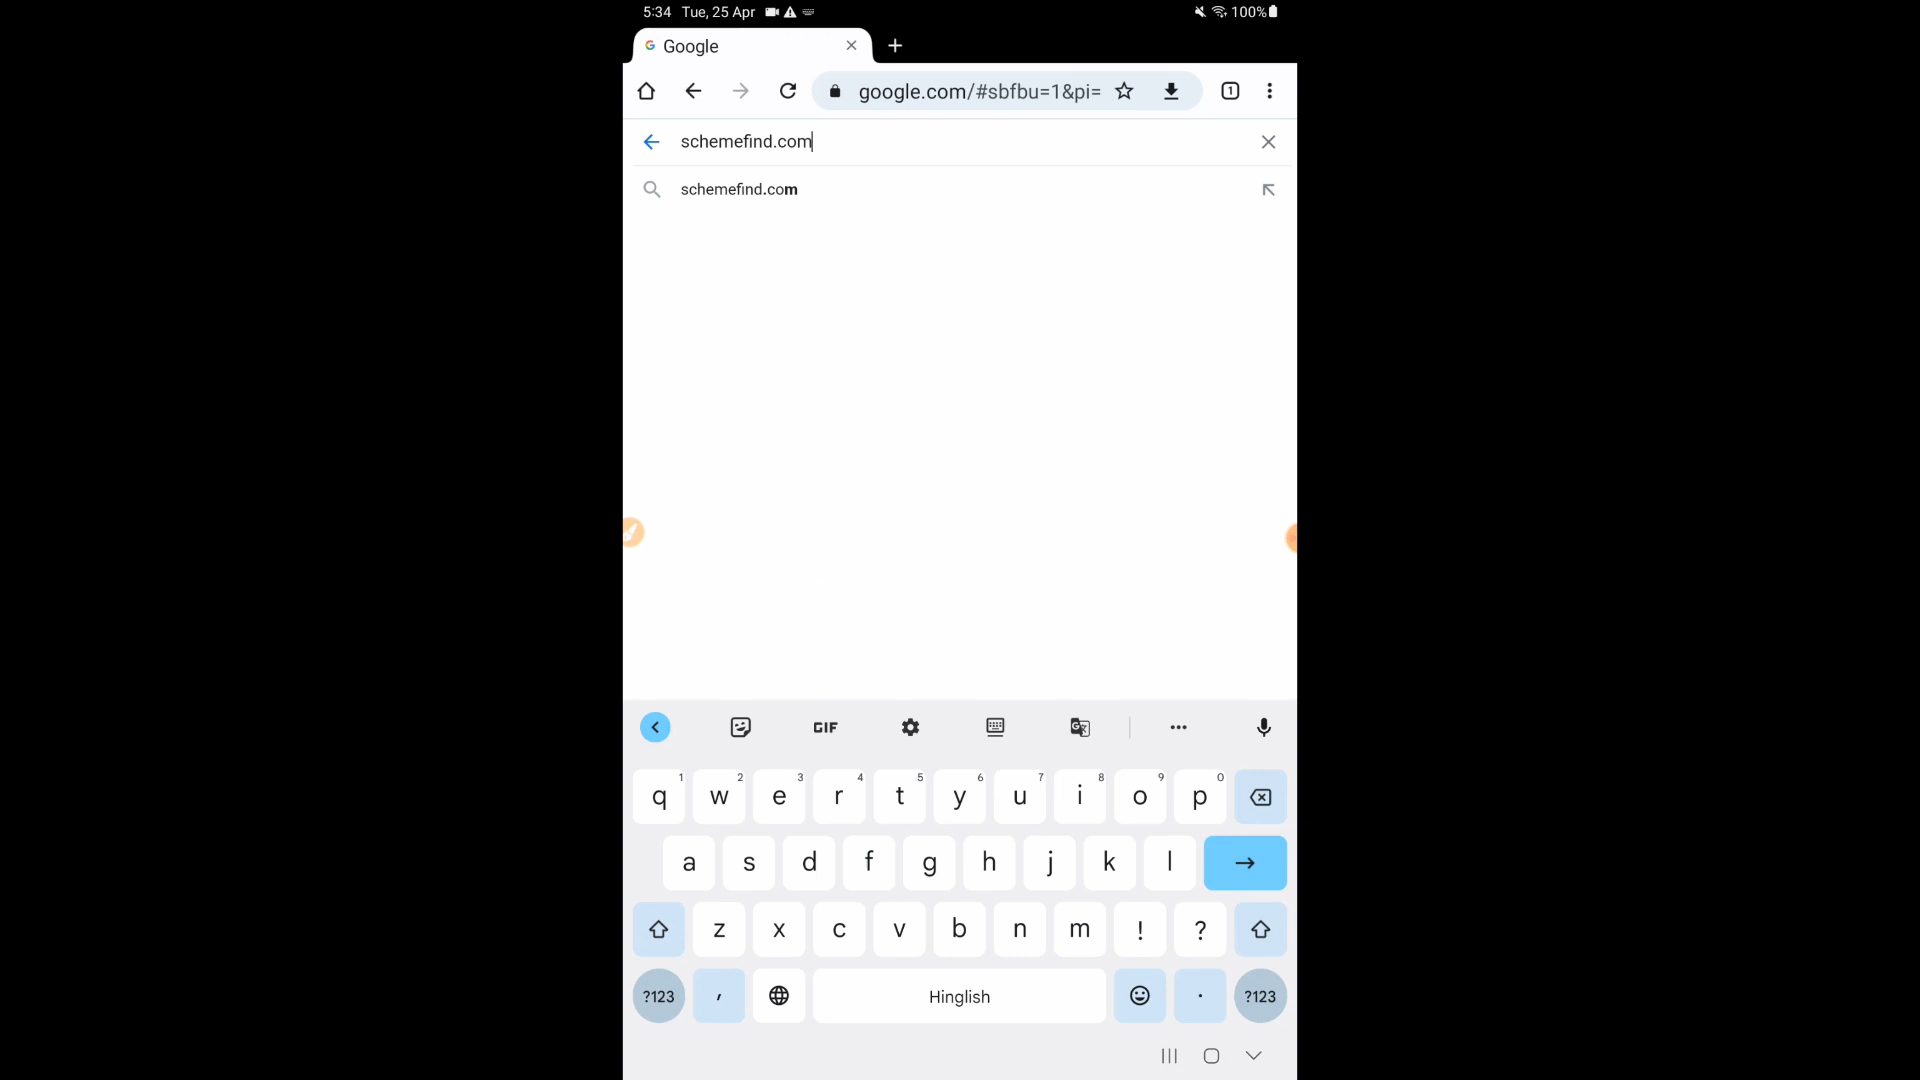 5:34 Tue, 25 Apr 100%
Google
google.com/#sbfbu=1&pi= 1
schemefind.com
schemefind.com
GIF
q 1 w 2 e 3 r 4 t 5 y 6 u 7 i 8 o 9 p 0
a s d f g h j k l
z x c v b n m ! ?
?123 , Hinglish . ?123